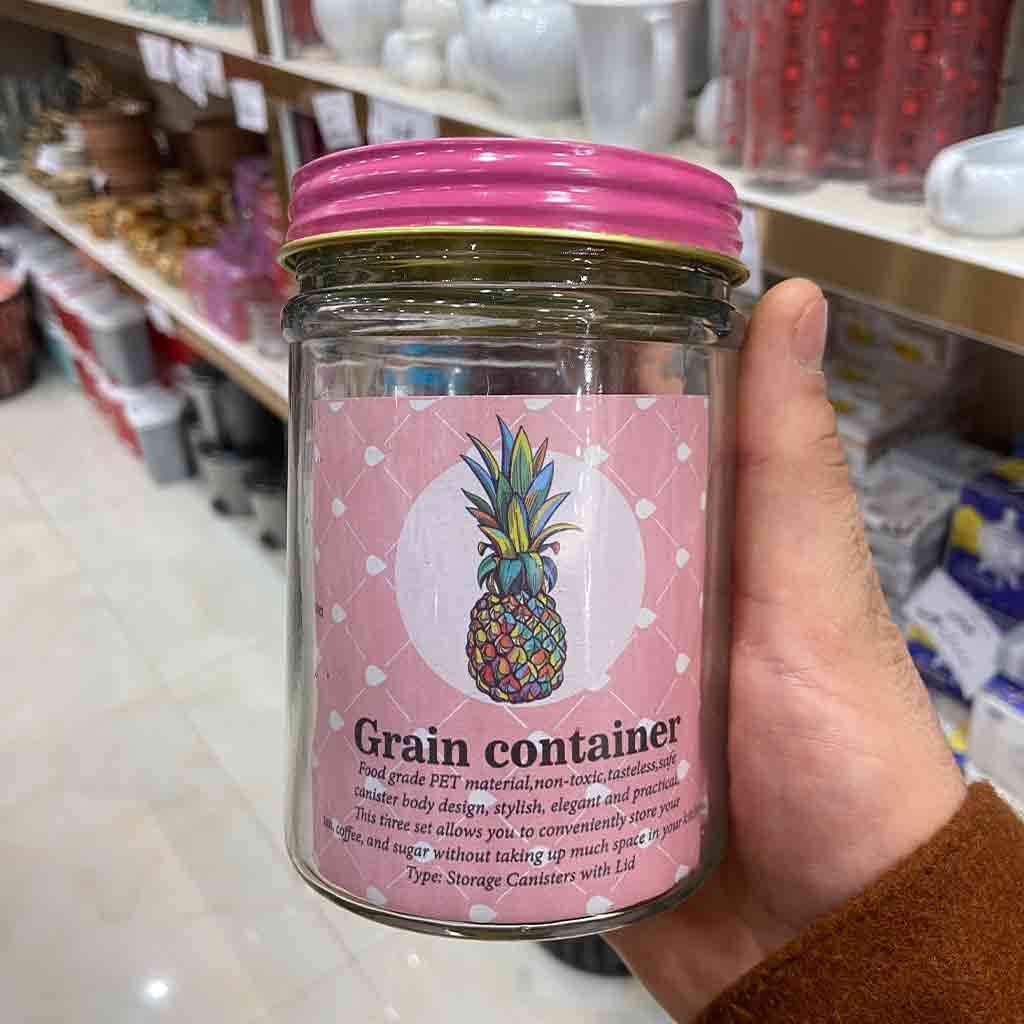 Grain container
Food grade PET material,non-toxic,tasteless,safe
canister body design, stylish, elegant and practical,
This three set allows you to conveniently store your
coffee, and sugar without taking up much space in your
Type: Storage Canisters with Lid